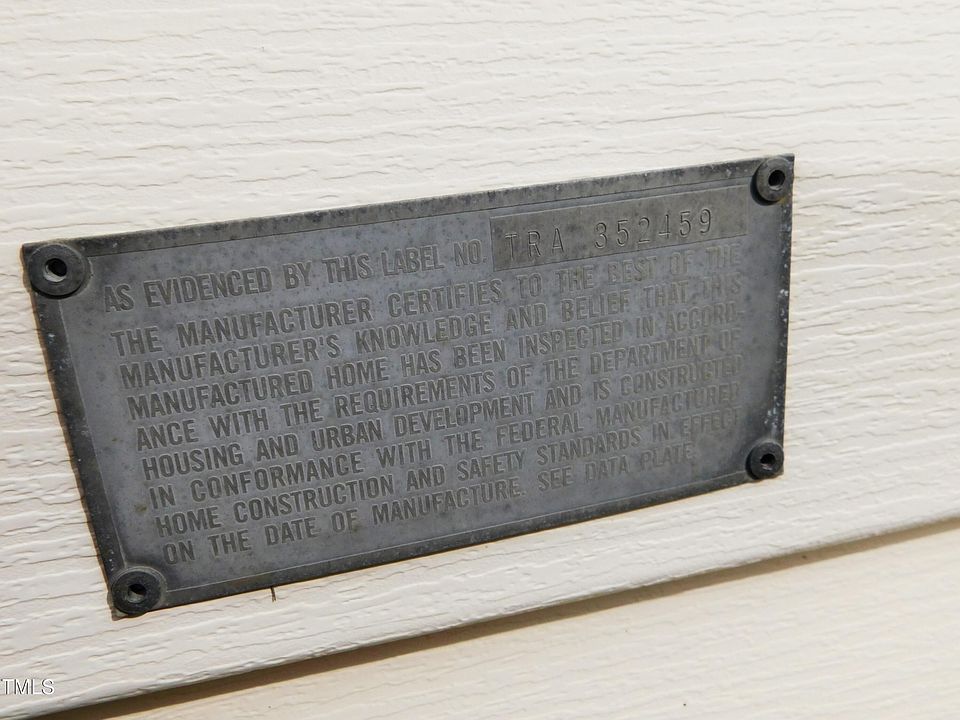 AS EVIDENCED BY THIS LABEL NO. TRA 352459
THE MANUFACTURER CERTIFIES TO THE BEST OF THE
MANUFACTURER'S KNOWLEDGE AND BELIEF THAT THIS
MANUFACTURED HOME HAS BEEN INSPECTED IN ACCORD-
ANCE WITH THE REQUIREMENTS OF THE DEPARTMENT OF
HOUSING AND URBAN DEVELOPMENT AND IS CONSTRUCTED
IN CONFORMANCE WITH THE FEDERAL MANUFACTURED
HOME CONSTRUCTION AND SAFETY STANDARDS IN EFFECT
ON THE DATE OF MANUFACTURE. SEE DATA PLATE.
TMLS